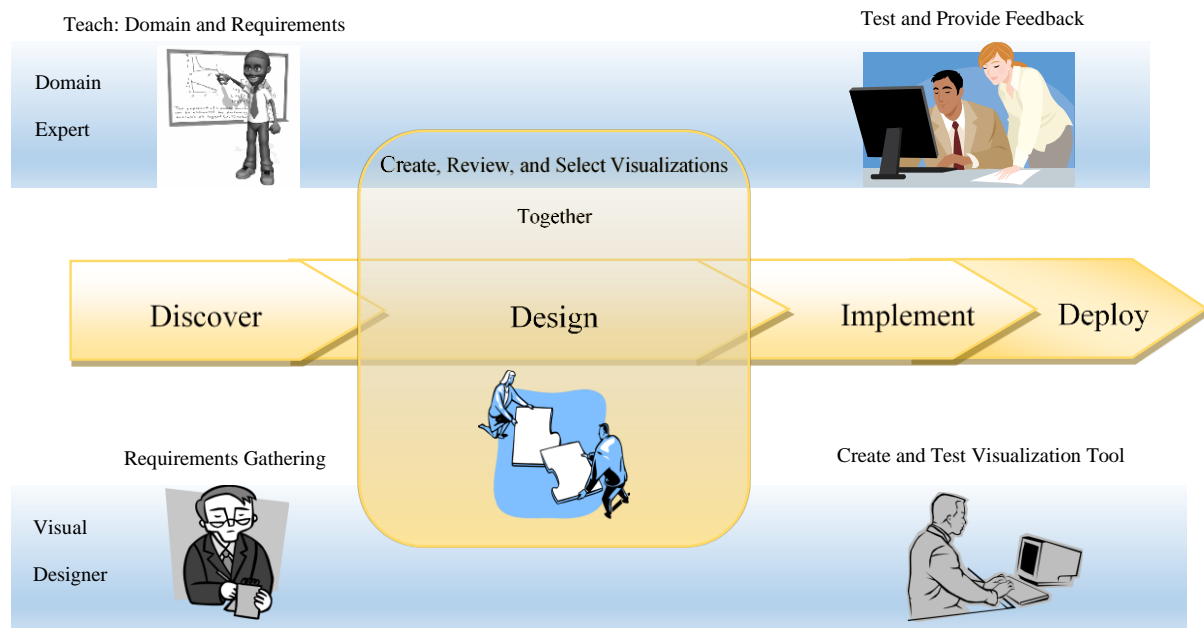 Teach: Domain and Requirements
Test and Provide Feedback
Domain
Expert
Create, Review, and Select Visualizations
Together
Discover
Design
Implement
Deploy
Requirements Gathering
Create and Test Visualization Tool
Visual
Designer